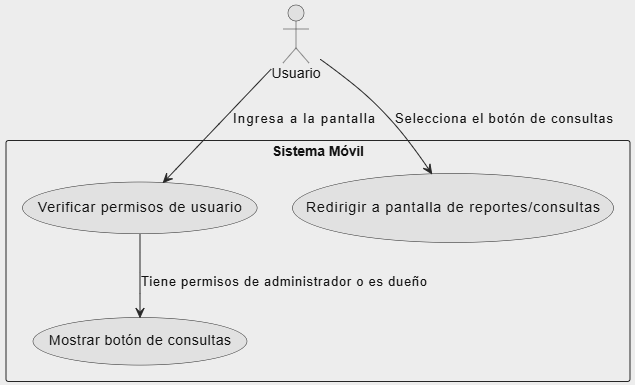 Usuario
Ingresa a la pantalla
Selecciona el botón de consultas
Sistema Móvil
Verificar permisos de usuario
Redirigir a pantalla de reportes/consultas
Tiene permisos de administrador o es dueño
Mostrar botón de consultas